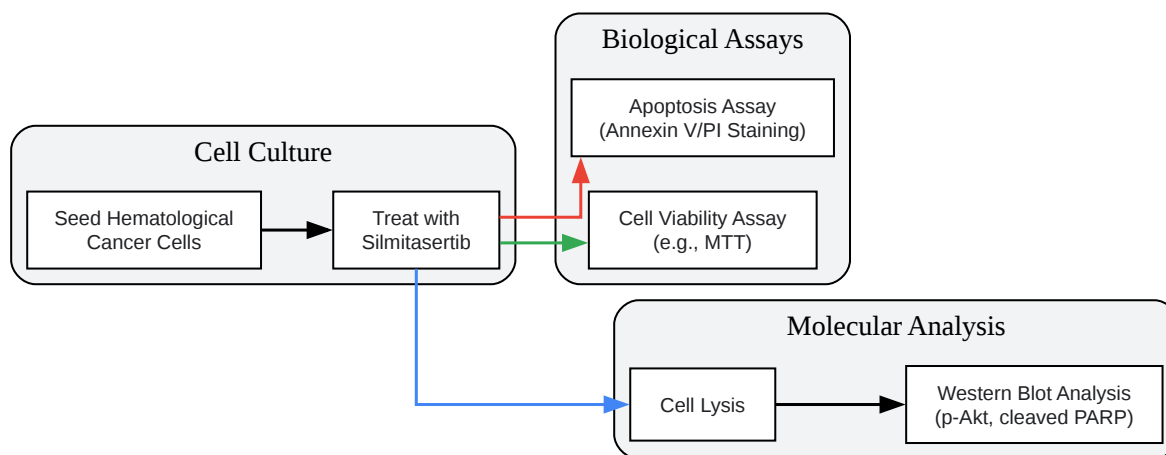 Biological Assays
Apoptosis Assay
(Annexin V/PI Staining)
Cell Culture
Seed Hematological
Cancer Cells
Treat with
Silmitasertib
Cell Viability Assay
(e.g., MTT)
Molecular Analysis
Cell Lysis
Western Blot Analysis
(p-Akt, cleaved PARP)